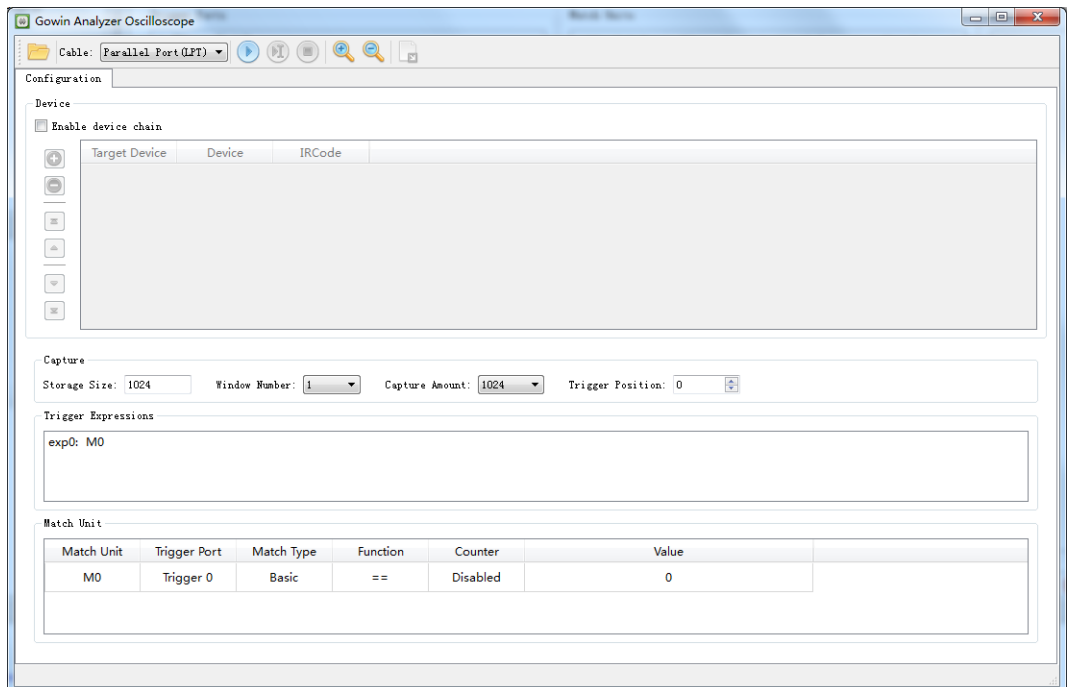 Gowin Analyzer Oscilloscope
Cable: Parallel Port(LPT)
Configuration
Device
Enable device chain
Target Device Device IRCode
Capture
Storage Size: 1024 Window Number: 1 Capture Amount: 1024 Trigger Position: 0
Trigger Expressions
exp0: M0
Match Unit
Match Unit Trigger Port Match Type Function Counter Value
M0 Trigger 0 Basic == Disabled 0